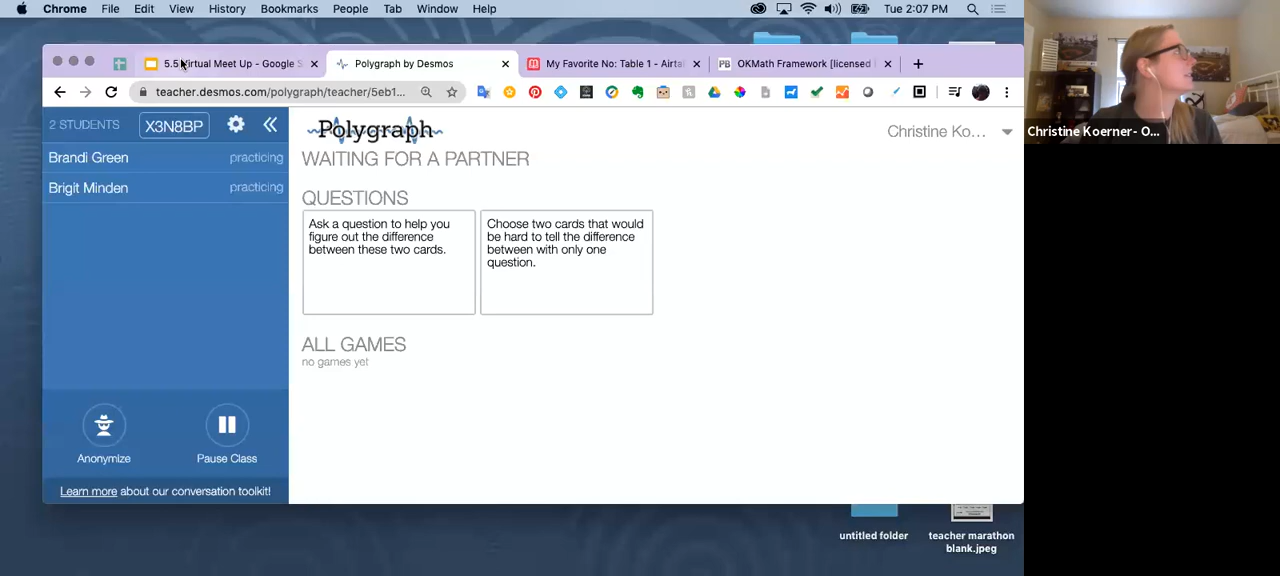 Chrome File Edit View History Bookmarks People Tab Window Help Tue 2:07 PM
5.5 Virtual Meet Up - Google S
Polygraph by Desmos
My Favorite No: Table 1 - Airta
PB OKMath Framework [licensed
teacher.desmos.com/polygraph/teacher/5eb1...
2 STUDENTS X3N8BP
Brandi Green practicing
Brigit Minden practicing
Anonymize Pause Class
Learn more about our conversation toolkit!
Polygraph Christine Ko...
WAITING FOR A PARTNER
QUESTIONS
Ask a question to help you
figure out the difference
between these two cards.
Choose two cards that would
be hard to tell the difference
between with only one
question.
ALL GAMES
no games yet
Christine Koerner- O...
untitled folder
teacher marathon
blank.jpeg